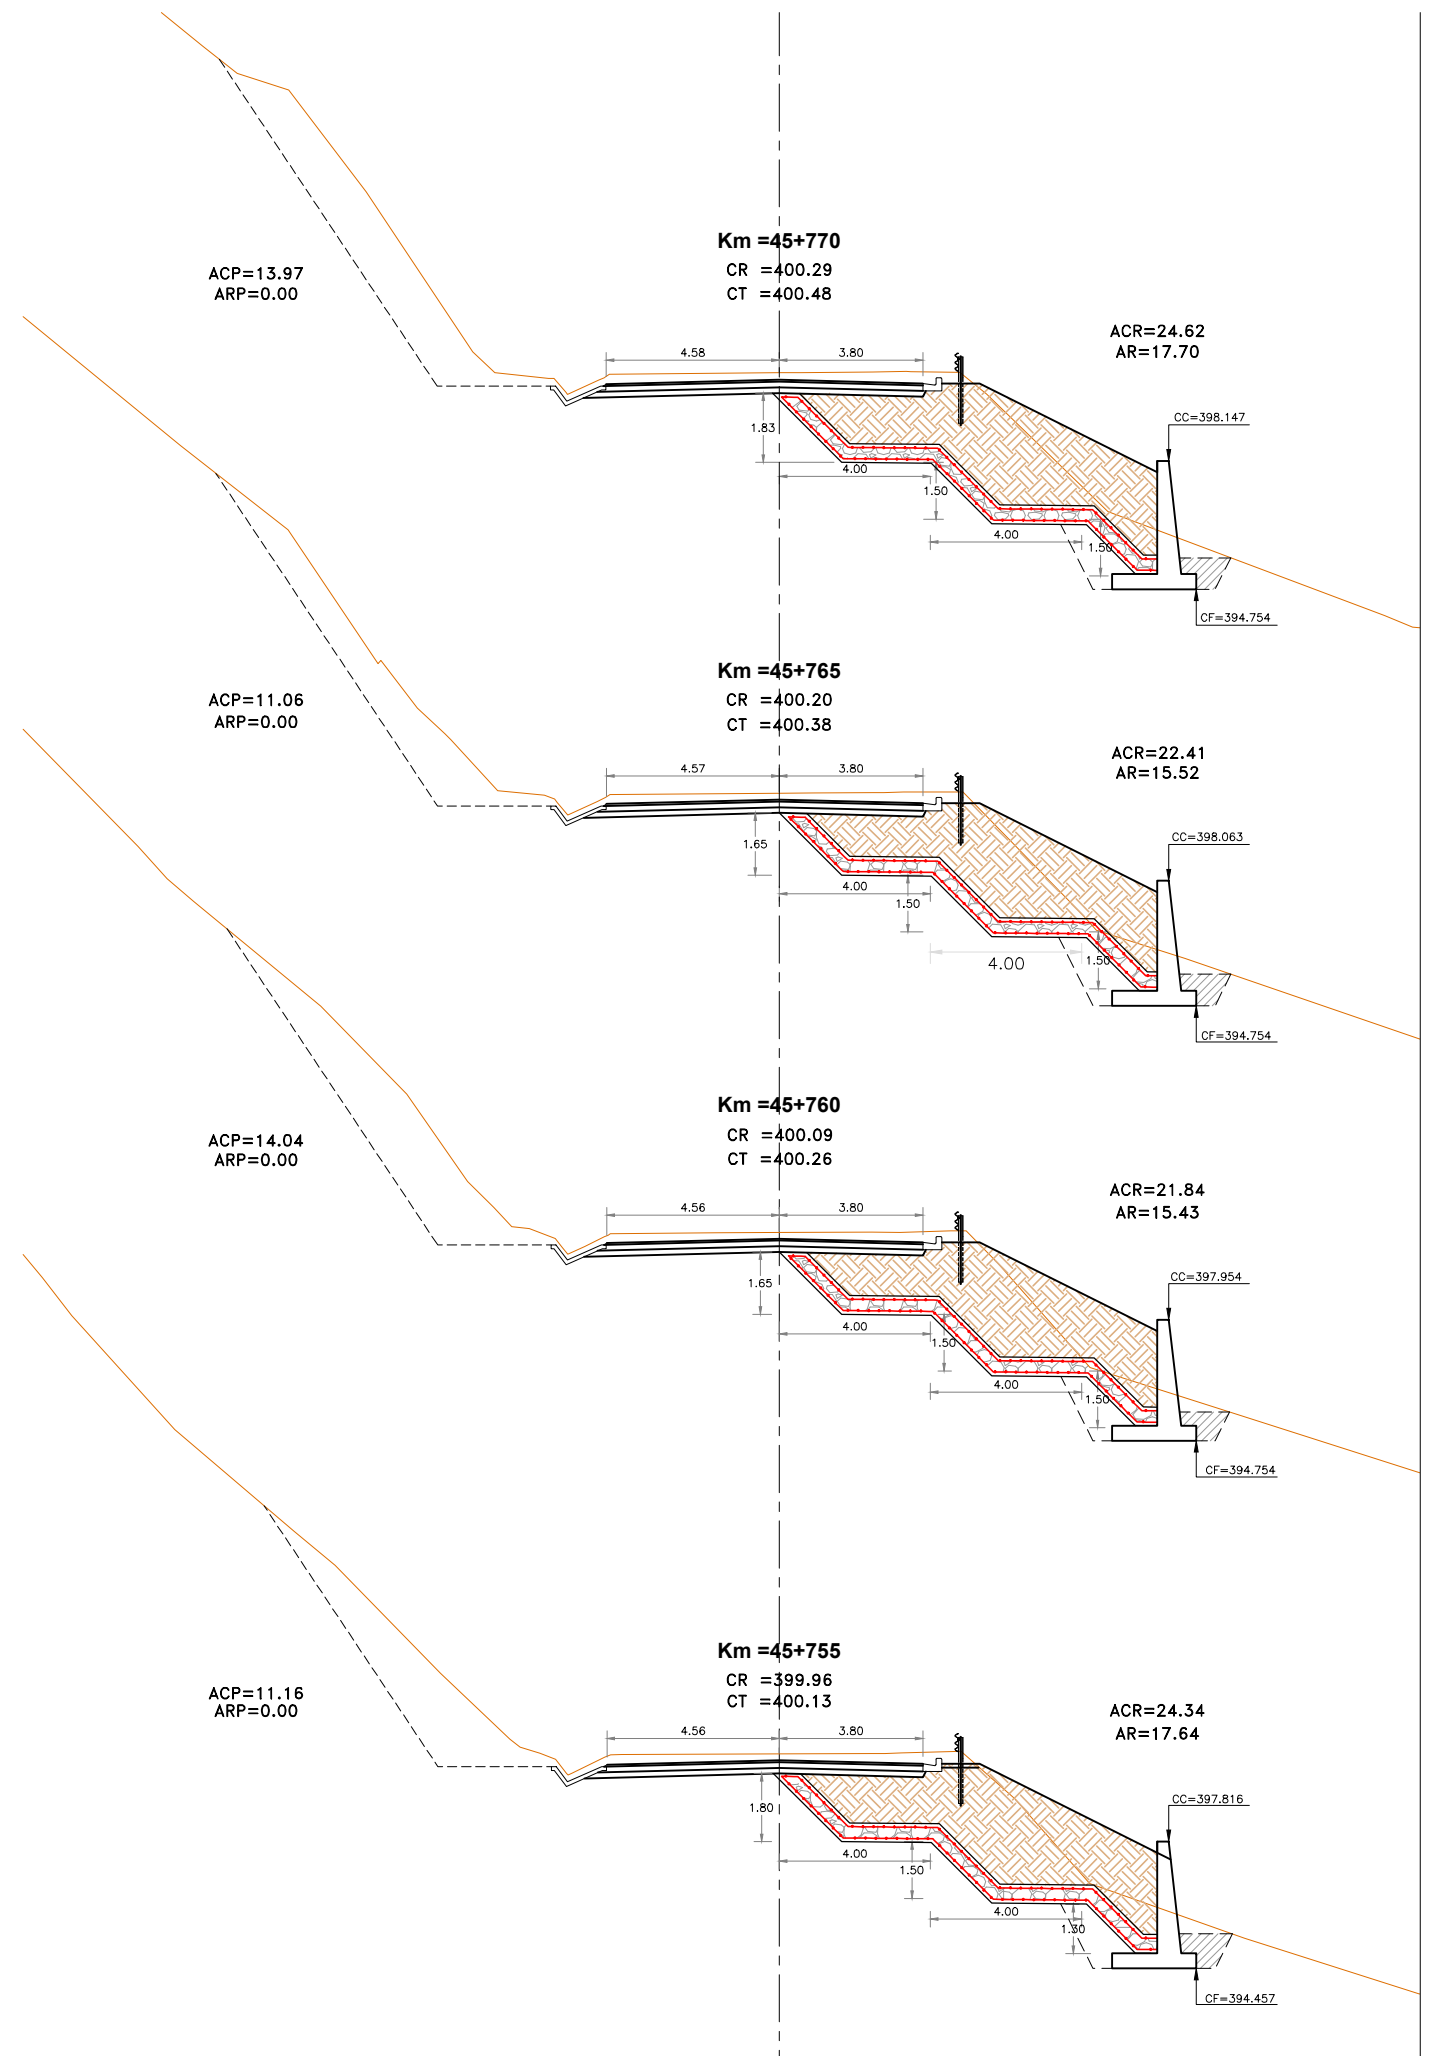 Km =45+770
CR =400.29
CT =400.48
ACP=13.97
ARP=0.00
ACR=24.62
AR=17.70
4.58
3.80
CC=398.147
1.83
4.00
1.50
4.00
1.50
CF=394.754
Km =45+765
CR =400.20
CT =400.38
ACP=11.06
ARP=0.00
ACR=22.41
AR=15.52
4.57
3.80
CC=398.063
1.65
4.00
1.50
4.00
1.50
CF=394.754
Km =45+760
CR =400.09
CT =400.26
ACP=14.04
ARP=0.00
ACR=21.84
AR=15.43
4.56
3.80
CC=397.954
1.65
4.00
1.50
4.00
1.50
CF=394.754
Km =45+755
CR =399.96
CT =400.13
ACP=11.16
ARP=0.00
ACR=24.34
AR=17.64
4.56
3.80
CC=397.816
1.80
4.00
1.50
4.00
1.30
CF=394.457